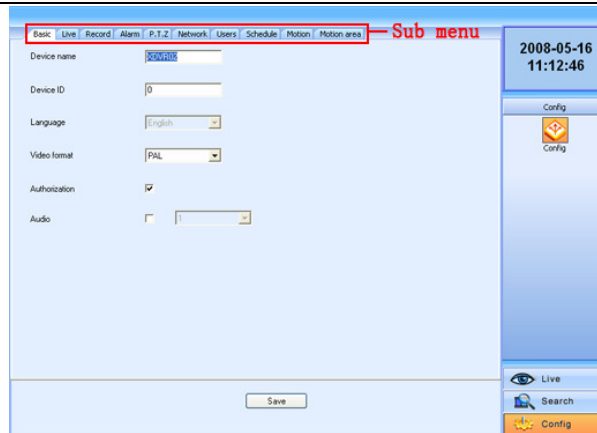 Basic Live Record Alarm P.T.Z Network Users Schedule Motion Motion area Sub menu
Device name KDVR02
Device ID 0
Language English
Video format PAL
Authorization
Audio 1
Save
2008-05-16
11:12:46
Config
Config
Live
Search
Config